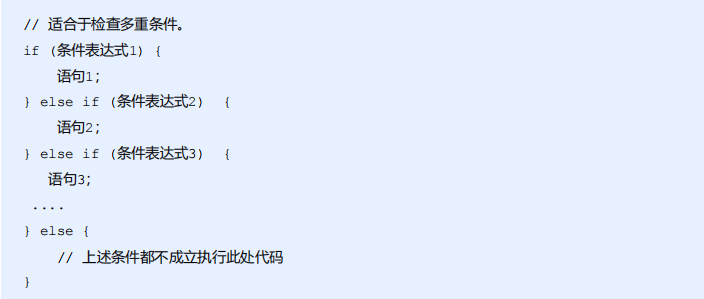 // 适合于检查多重条件。
if (条件表达式1) {
    语句1;
} else if (条件表达式2)  {
    语句2;
} else if (条件表达式3)  {
   语句3;
 ....
} else {
    // 上述条件都不成立执行此处代码
}